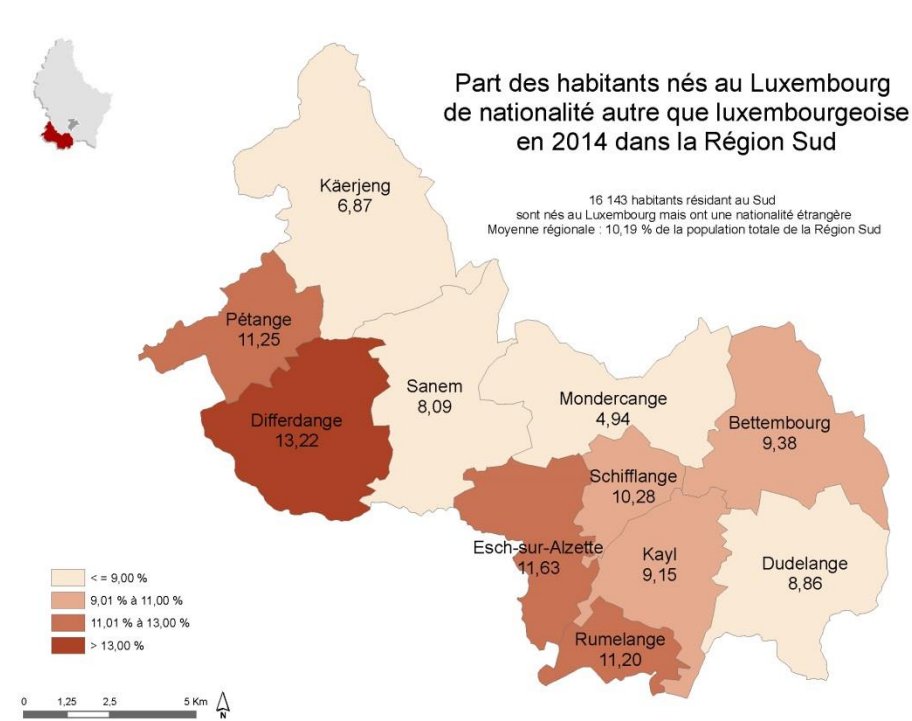 Part des habitants nés au Luxembourg
de nationalité autre que luxembourgeoise
en 2014 dans la Région Sud
16 143 habitants résidant au Sud
sont nés au Luxembourg mais ont une nationalité étrangère
Moyenne régionale : 10,19 % de la population totale de la Région Sud
Käerjeng
6,87
Pétange
11,25
Differdange
13,22
Sanem
8,09
Mondercange
4,94
Bettembourg
9,38
Schifflange
10,28
Esch-sur-Alzette
11,63
Kayl
9,15
Dudelange
8,86
Rumelange
11,20
< = 9,00 %
9,01 % à 11,00 %
11,01 % à 13,00 %
> 13,00 %
0 1,25 2,5 5 Km
N